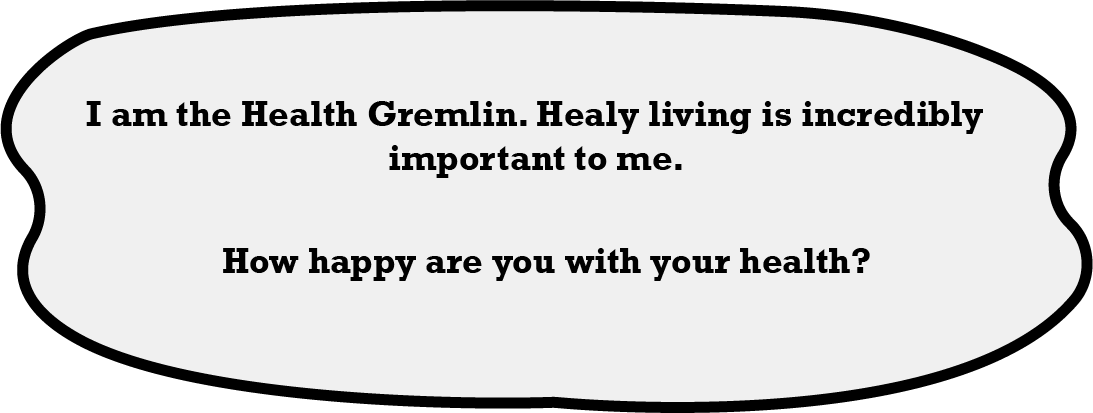 I am the Health Gremlin. Healy living is incredibly
important to me.
How happy are you with your health?